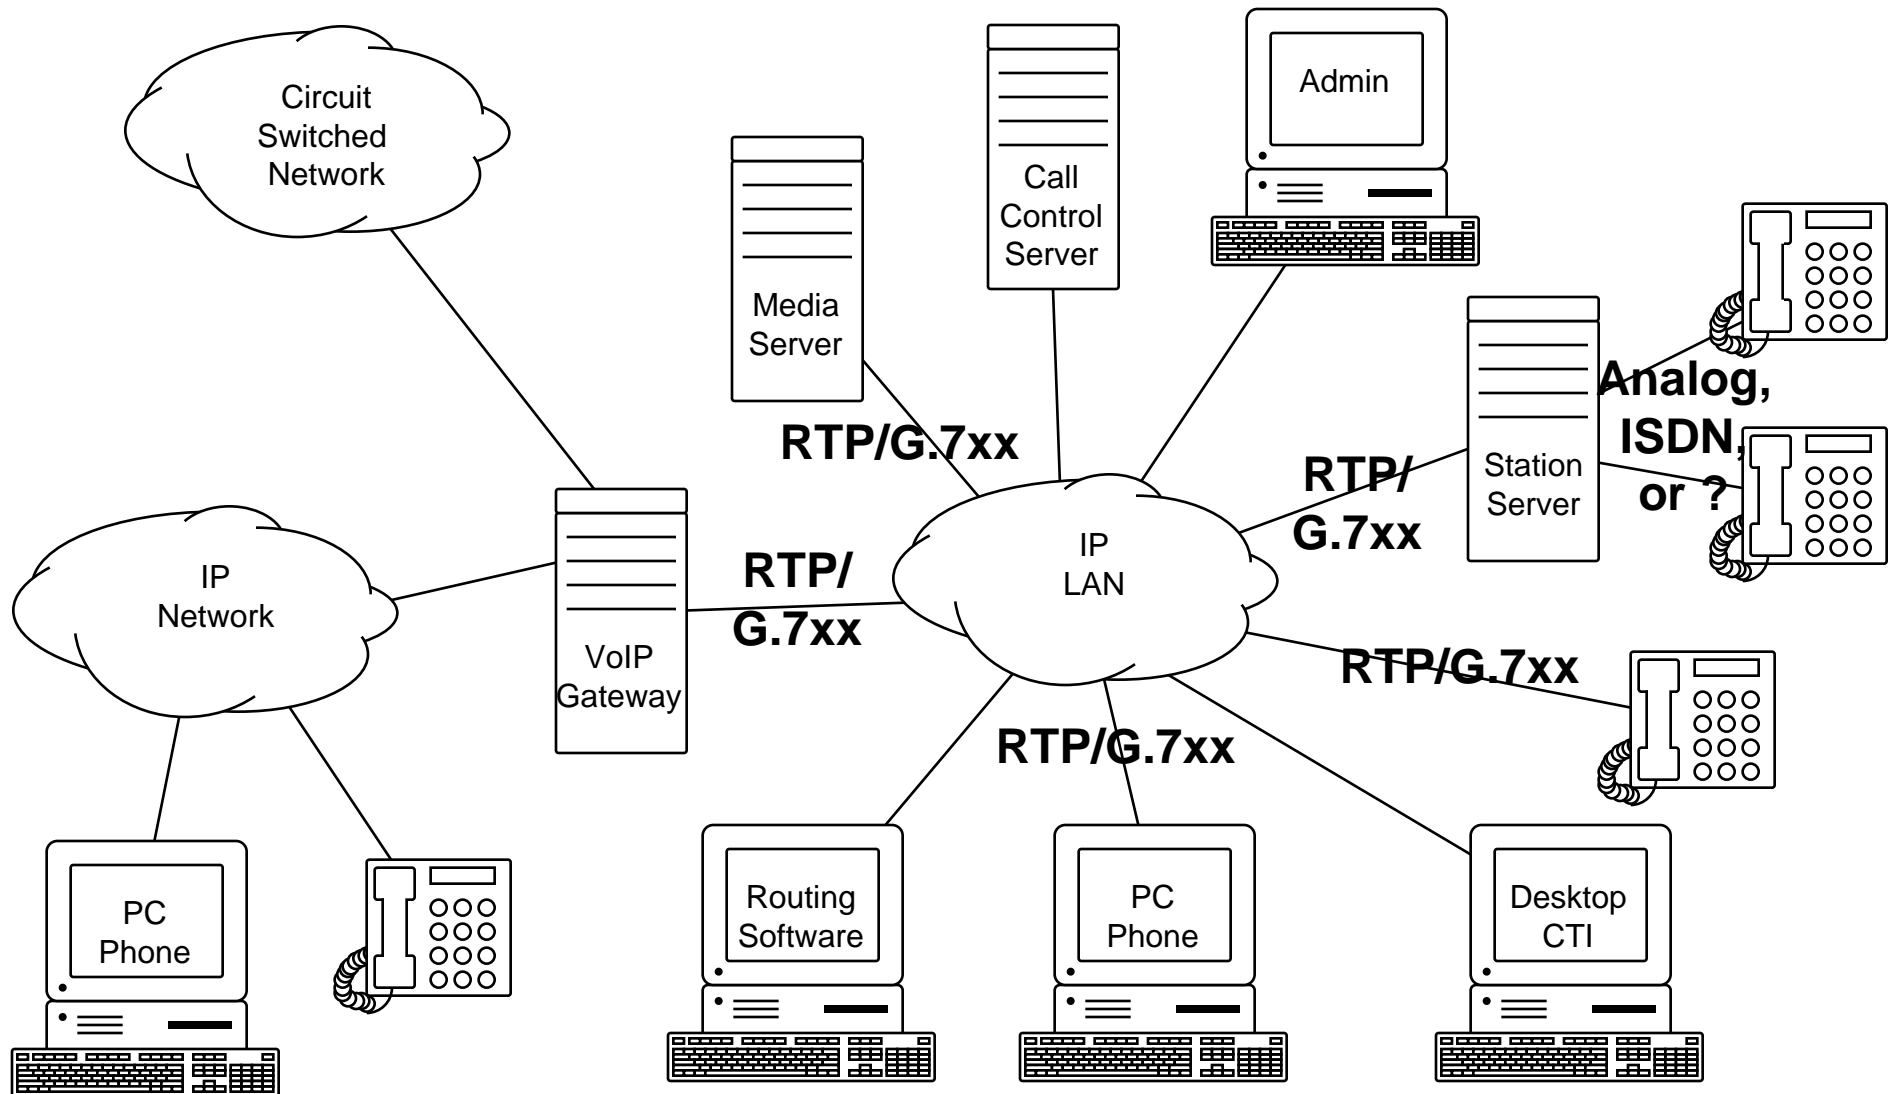 Circuit
Switched
Network
Media
Server
Call
Control
Server
Admin
RTP/G.7xx
Analog,
ISDN,
or ?
Station
Server
RTP/
G.7xx
IP
LAN
RTP/
G.7xx
VoIP
Gateway
IP
Network
RTP/G.7xx
RTP/G.7xx
PC
Phone
Routing
Software
PC
Phone
Desktop
CTI